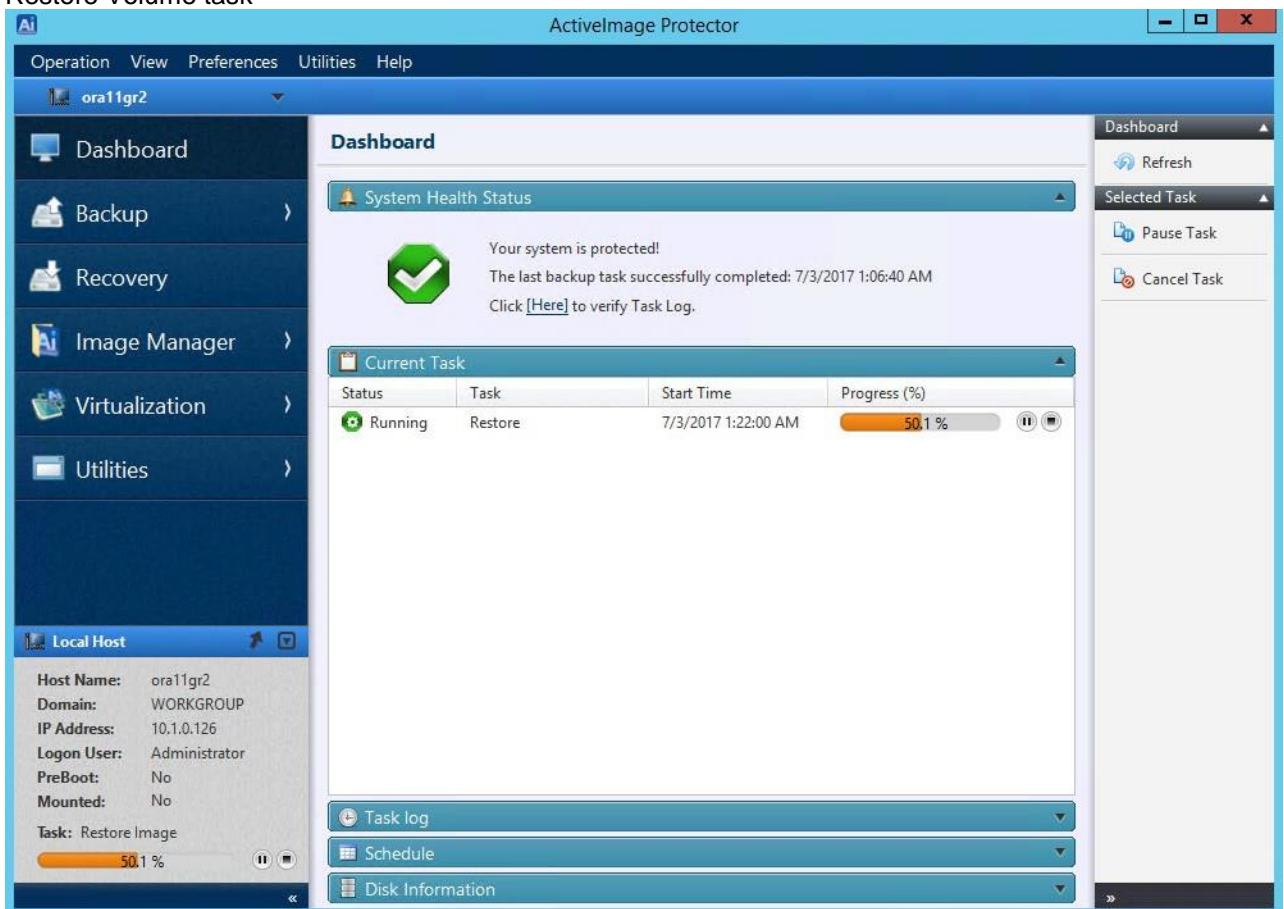 Restore Volume task
Ai
ActiveImage Protector
Operation View Preferences Utilities Help
ora11gr2
Dashboard
Backup
Recovery
Image Manager
Virtualization
Utilities
Local Host
Host Name: ora11gr2
Domain: WORKGROUP
IP Address: 10.1.0.126
Logon User: Administrator
PreBoot: No
Mounted: No
Task: Restore Image
50.1 %
Dashboard
System Health Status
Your system is protected!
The last backup task successfully completed: 7/3/2017 1:06:40 AM
Click [Here] to verify Task Log.
Current Task
Status Task Start Time Progress (%)
Running Restore 7/3/2017 1:22:00 AM 50.1 %
Task log
Schedule
Disk Information
Dashboard
Refresh
Selected Task
Pause Task
Cancel Task